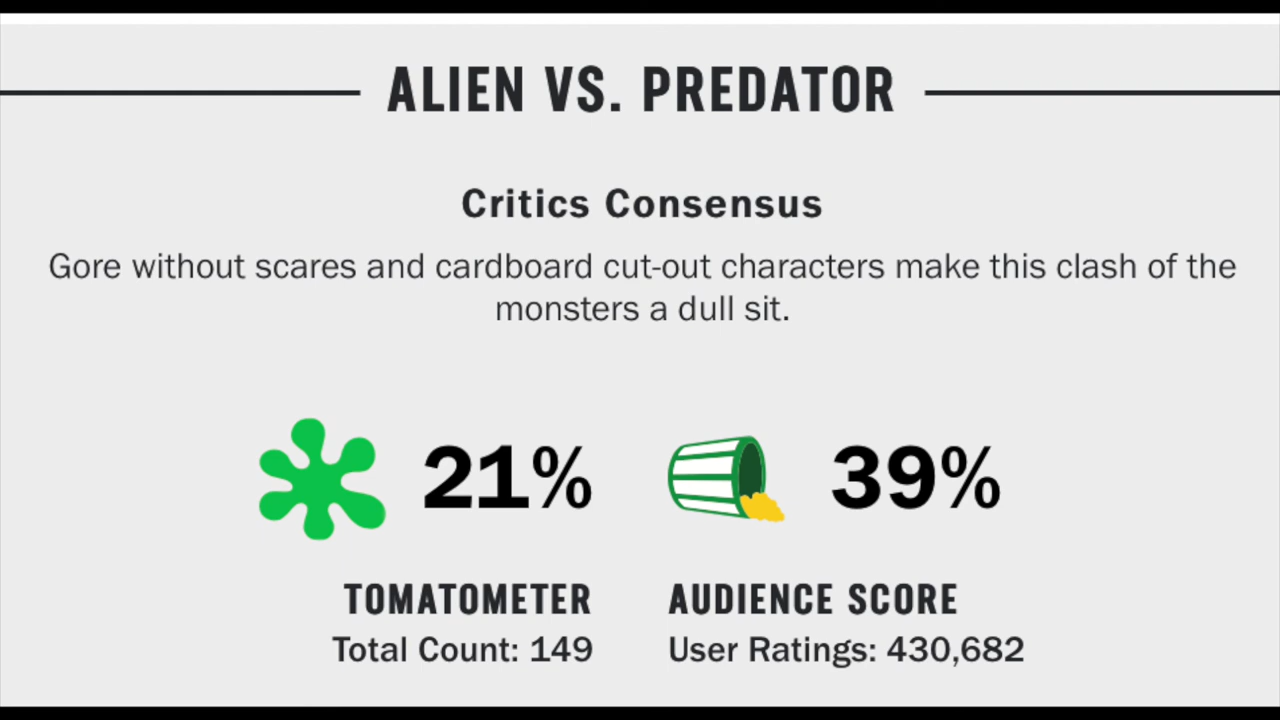 ALIEN VS. PREDATOR
Critics Consensus
Gore without scares and cardboard cut-out characters make this clash of the
monsters a dull sit.
21%
39%
TOMATOMETER
Total Count: 149
AUDIENCE SCORE
User Ratings: 430,682